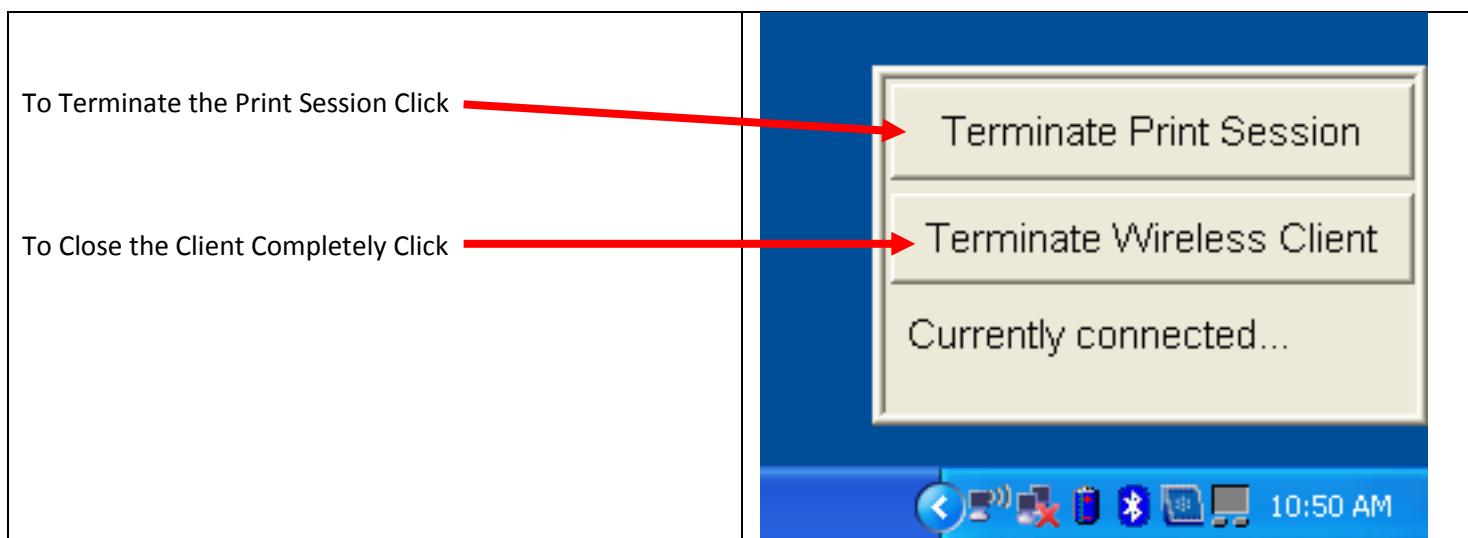 To Terminate the Print Session Click
Terminate Print Session
To Close the Client Completely Click
Terminate Wireless Client
Currently connected...
10:50 AM